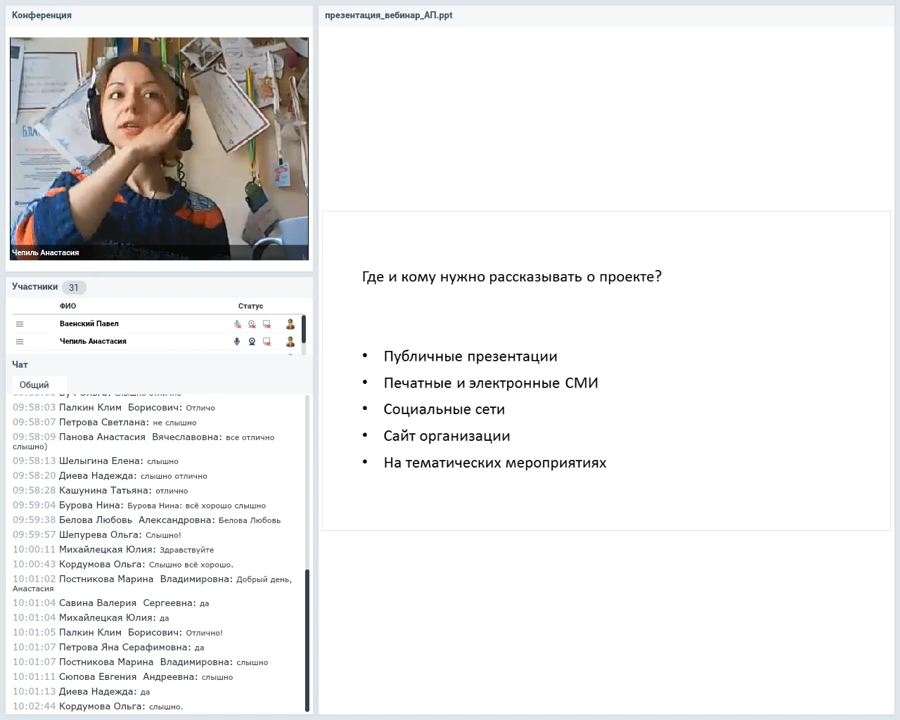 Конференция
БЛА
Чепиль Анастасия
Участники 31
ФИО Статус
Ваенский Павел
Чепиль Анастасия
Чат
Общий
09:58:03 Палкин Клим Борисович: Отличо
09:58:07 Петрова Светлана: не слышно
09:58:09 Панова Анастасия Вячеславовна: все отлично
слышно)
09:58:13 Шелыгина Елена: слышно
09:58:20 Диева Надежда: слышно отлично
09:58:28 Кашунина Татьяна: отлично
09:59:04 Бурова Нина: Бурова Нина: всё хорошо слышно
09:59:38 Белова Любовь Александровна: Белова Любовь
09:59:57 Шепурева Ольга: Слышно!
10:00:11 Михайлецкая Юлия: Здравствуйте
10:00:43 Кордумова Ольга: Слышно всё хорошо.
10:01:02 Постникова Марина Владимировна: Добрый день,
Анастасия
10:01:04 Савина Валерия Сергеевна: да
10:01:04 Михайлецкая Юлия: да
10:01:05 Палкин Клим Борисович: Отлично!
10:01:07 Петрова Яна Серафимовна: да
10:01:07 Постникова Марина Владимировна: слышно
10:01:11 Сюпова Евгения Андреевна: слышно
10:01:13 Диева Надежда: да
10:02:44 Кордумова Ольга: слышно.
презентация_вебинар_АП.ppt
Где и кому нужно рассказывать о проекте?
• Публичные презентации
• Печатные и электронные СМИ
• Социальные сети
• Сайт организации
• На тематических мероприятиях